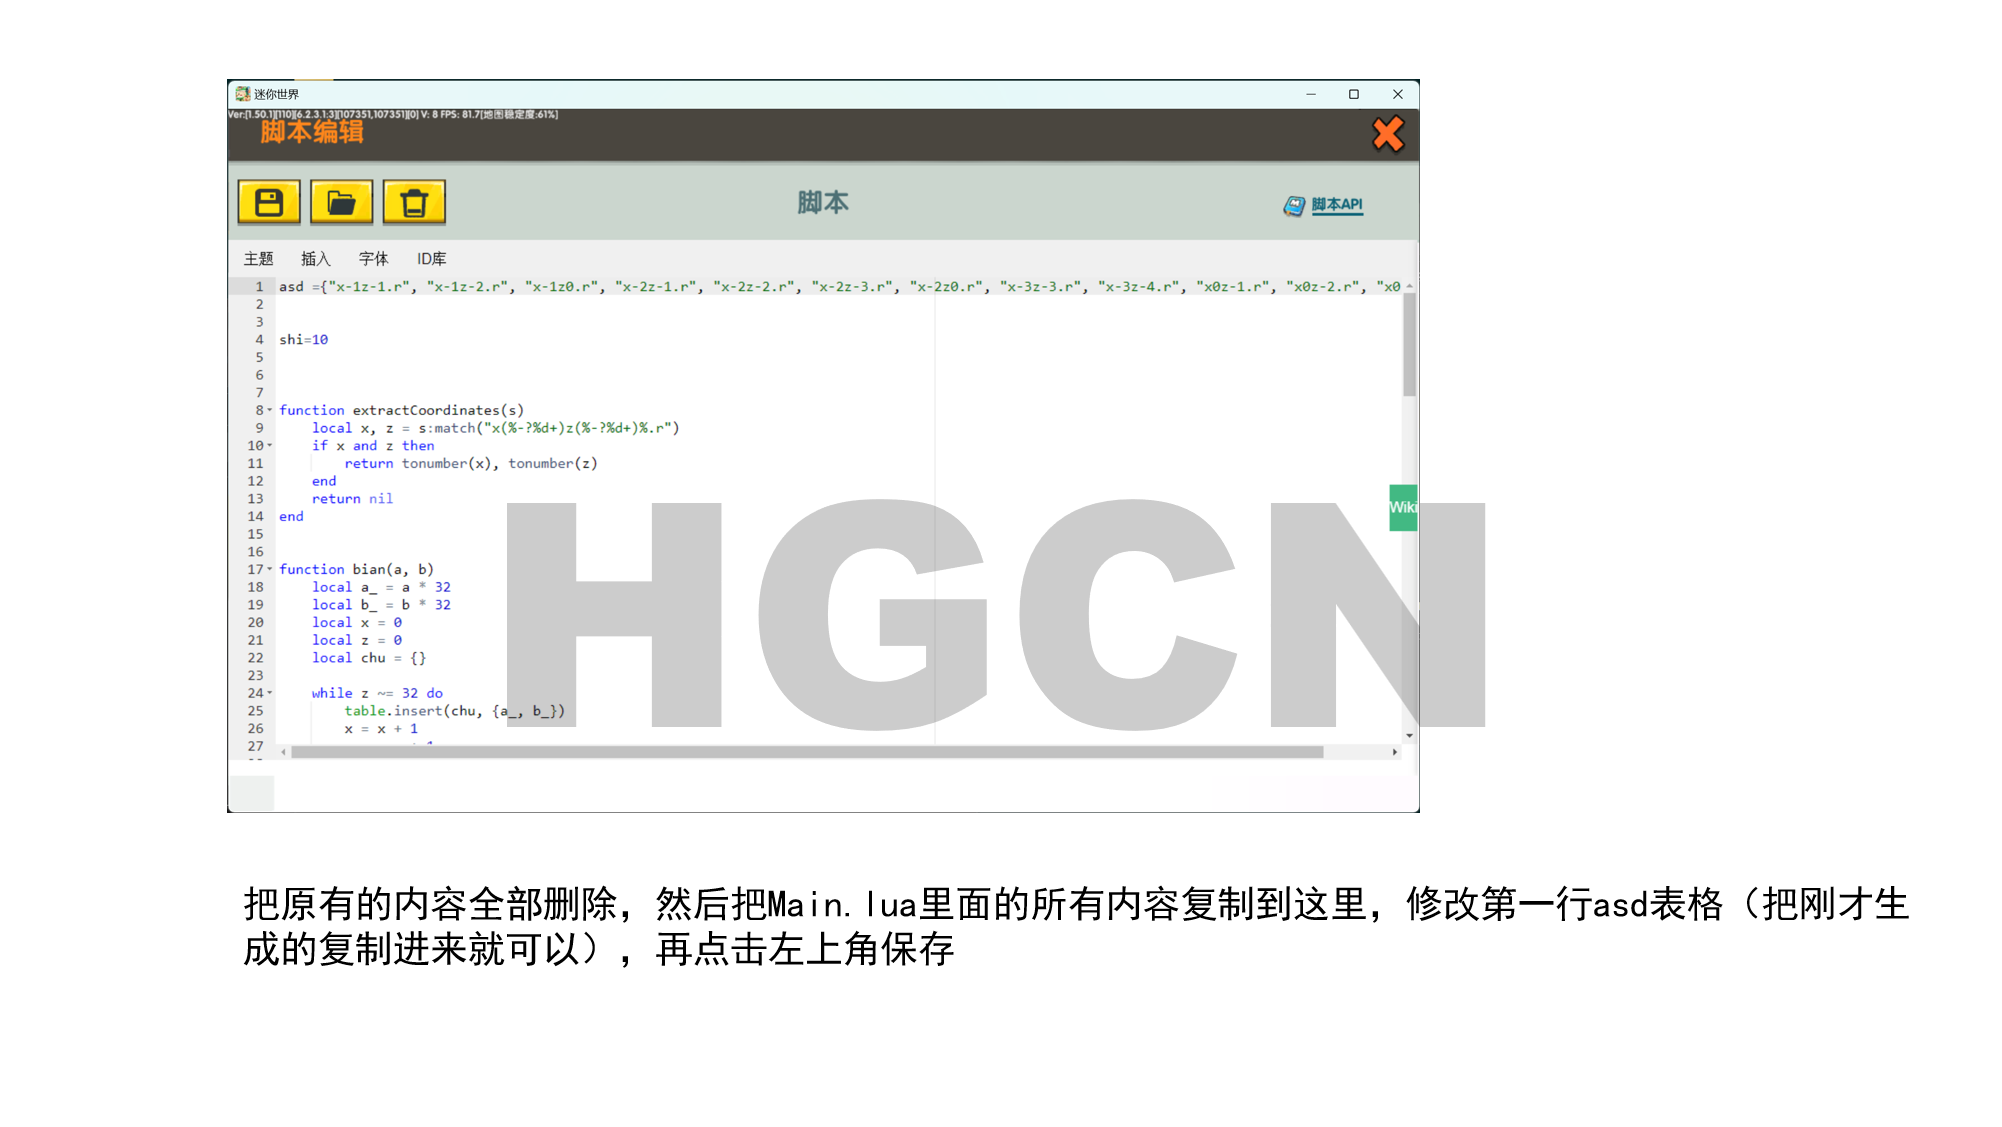 迷你世界
Ver:[1.50.1][110][6.2.3.1:3][107351,107351][0] V: 8 FPS: 81.7[地图稳定度:61%]
脚本编辑
脚本
脚本API
主题 插入 字体 ID库
1 asd ={"x-1z-1.r", "x-1z-2.r", "x-1z0.r", "x-2z-1.r", "x-2z-2.r", "x-2z-3.r", "x-2z0.r", "x-3z-3.r", "x-3z-4.r", "x0z-1.r", "x0z-2.r", "x0
2
3
4 shi=10
5
6
7
8 function extractCoordinates(s)
9 local x, z = s:match("x(%-?%d+)z(%-?%d+)%.r")
10 if x and z then
11 return tonumber(x), tonumber(z)
12 end
13 return nil
14 end
15
16
17 function bian(a, b)
18 local a_ = a * 32
19 local b_ = b * 32
20 local x = 0
21 local z = 0
22 local chu = {}
23
24 while z ~= 32 do
25 table.insert(chu, {a_, b_})
26 x = x + 1
27
Wiki
HGCN
把原有的内容全部删除，然后把Main.lua里面的所有内容复制到这里，修改第一行asd表格（把刚才生
成的复制进来就可以），再点击左上角保存